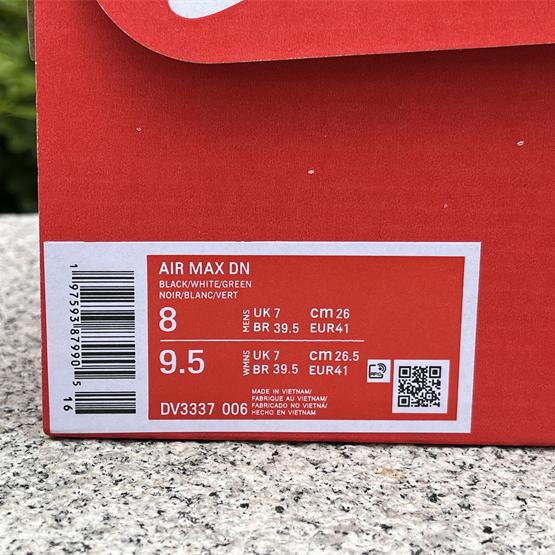 AIR MAX DN
BLACK/WHITE/GREEN
NOIR/BLANC/VERT
8 MENS UK 7 cm 26
BR 39.5 EUR41
9.5 WMNS UK 7 cm 26.5
BR 39.5 EUR41
MADE IN VIETNAM/
FABRIQUE AU VIETNAM/
FABRICADO NO VIETNÃ/
HECHO EN VIETNAM
DV3337 006
1 97593 87990 5
16